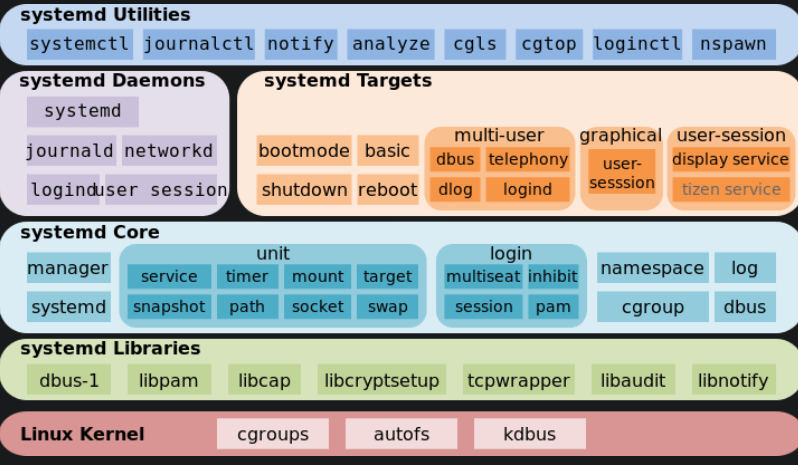 systemd Utilities
systemctl journalctl notify analyze cgls cgtop loginctl nspawn
systemd Daemons
systemd
journald networkd
logind user session
systemd Targets
bootmode basic
shutdown reboot
multi-user
dbus telephony
dlog logind
graphical
user-
sesssion
user-session
display service
tizen service
systemd Core
manager
systemd
unit
service timer mount target
snapshot path socket swap
login
multiseat inhibit
session pam
namespace log
cgroup dbus
systemd Libraries
dbus-1 libpam libcap libcryptsetup tcpwrapper libaudit libnotify
Linux Kernel cgroups autofs kdbus